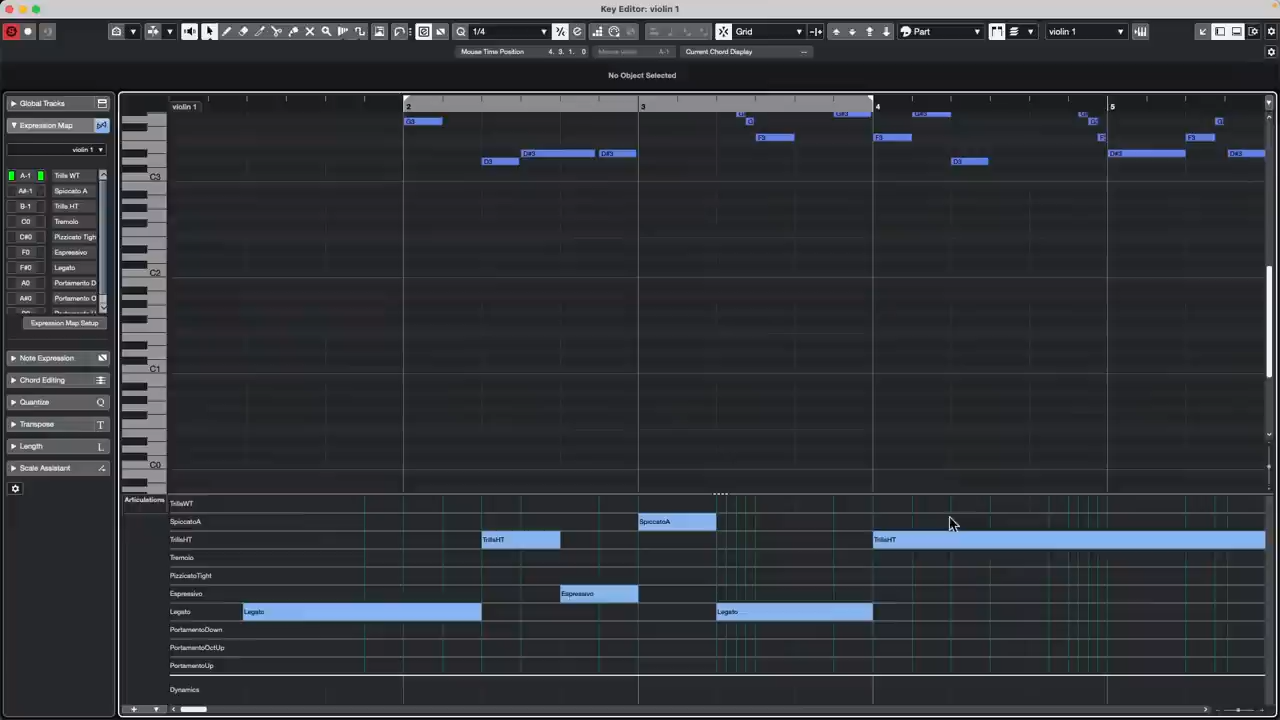 Key Editor: violin 1
S
1/4
Grid
Part
violin 1
Mouse Time Position 4. 3. 1. 0 A-1 Current Chord Display --
No Object Selected
Global Tracks
Expression Map
violin 1
A-1 Trills WT
A#-1 Spiccato A
B-1 Trills HT
C0 Tremolo
C#0 Pizzicato Tigh
F0 Espressivo
F#0 Legato
A0 Portamento D
A#0 Portamento O
Expression Map Setup
Note Expression
Chord Editing
Quantize Q
Transpose T
Length L
Scale Assistant
violin 1 2 3 4 5
G3
F3 F3 F3
D#3 D#3 D#3 D#3
D3 D3
C3
C2
C1
C0
Articulations
TrillsWT
SpiccatoA SpiccatoA
TrillsHT TrillsHT TrillsHT
Tremolo
PizzicatoTight
Espressivo Espressivo
Legato Legato Legato
PortamentoDown
PortamentoOctUp
PortamentoUp
Dynamics